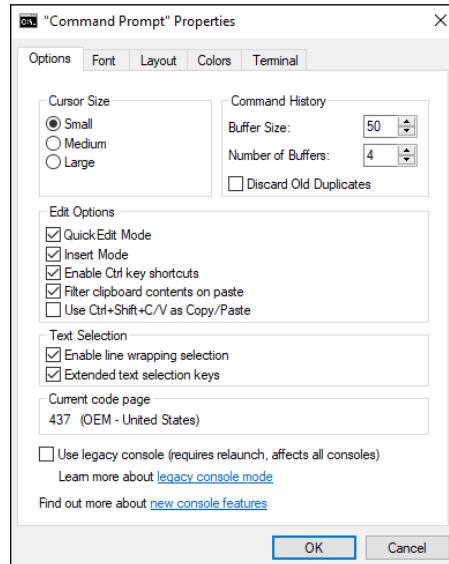 "Command Prompt" Properties
Options Font Layout Colors Terminal
Cursor Size
Small
Medium
Large
Command History
Buffer Size: 50
Number of Buffers: 4
Discard Old Duplicates
Edit Options
QuickEdit Mode
Insert Mode
Enable Ctrl key shortcuts
Filter clipboard contents on paste
Use Ctrl+Shift+C/V as Copy/Paste
Text Selection
Enable line wrapping selection
Extended text selection keys
Current code page
437 (OEM - United States)
Use legacy console (requires relaunch, affects all consoles)
Learn more about legacy console mode
Find out more about new console features
OK Cancel